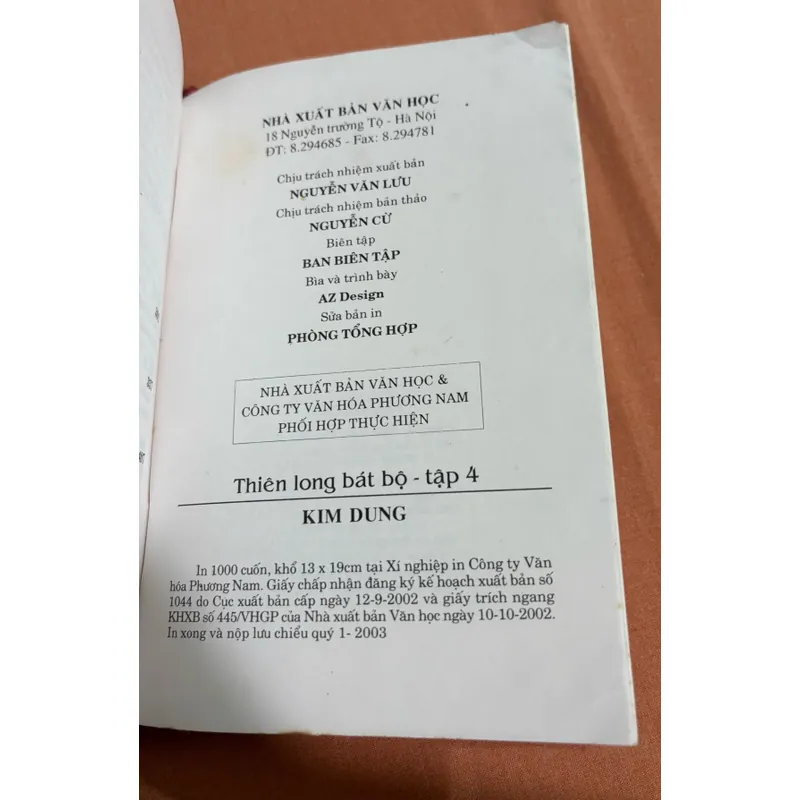 NHÀ XUẤT BẢN VĂN HỌC
18 Nguyễn trường Tộ - Hà Nội
ĐT: 8.294685 - Fax: 8.294781
Chịu trách nhiệm xuất bản
NGUYỄN VĂN LƯU
Chịu trách nhiệm bản thảo
NGUYỄN CỪ
Biên tập
BAN BIÊN TẬP
Bìa và trình bày
AZ Design
Sữa bản in
PHÒNG TỔNG HỢP
NHÀ XUẤT BẢN VĂN HỌC &
CÔNG TY VĂN HÓA PHƯƠNG NAM
PHỐI HỢP THỰC HIỆN
Thiên long bát bộ - tập 4
KIM DUNG
In 1000 cuốn, khổ 13 x 19cm tại Xí nghiệp in Công ty Văn
hóa Phương Nam. Giấy chấp nhận đăng ký kế hoạch xuất bản số
1044 do Cục xuất bản cấp ngày 12-9-2002 và giấy trích ngang
KHXB số 445/VHGP của Nhà xuất bản Văn học ngày 10-10-2002.
In xong và nộp lưu chiểu quý 1- 2003